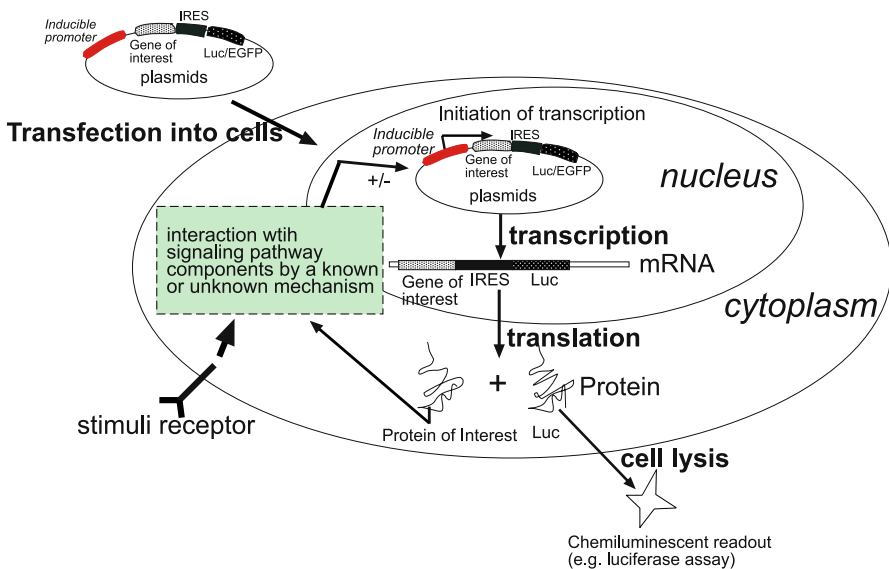 Inducible
promoter
IRES
Gene of
interest
Luc/EGFP
plasmids
Transfection into cells
Initiation of transcription
Inducible
promoter
IRES
Gene of
interest
Luc/EGFP
plasmids
+/-
nucleus
interaction wtih
signaling pathway
components by a known
or unknown mechanism
transcription
mRNA
Gene of
interest
IRES
Luc
cytoplasm
translation
stimuli receptor
+
Protein
Protein of Interest
Luc
cell lysis
Chemiluminescent readout
(e.g. luciferase assay)